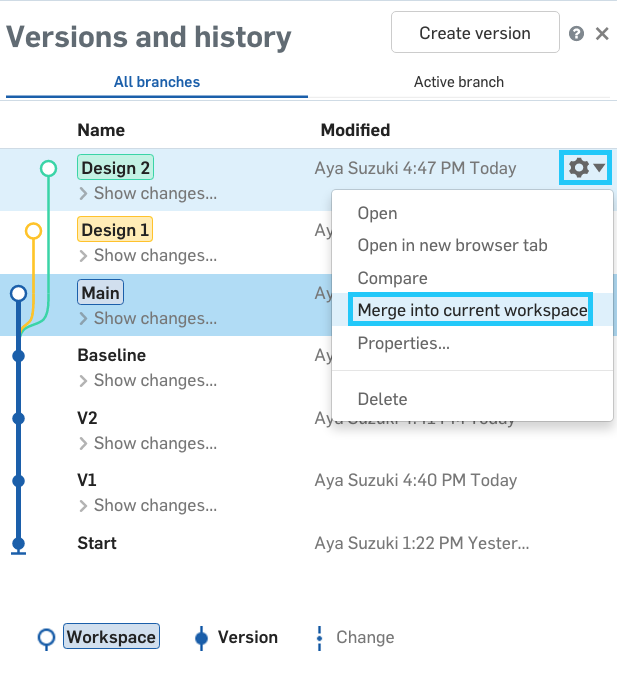 Versions and history
Create version
?
All branches
Active branch
Name Modified
Design 2 Aya Suzuki 4:47 PM Today
Show changes...
Design 1 Ay
Show changes...
Main Ay
Show changes...
Baseline Ay
Show changes...
V2 Aya Suzuki 4:41 PM Today
Show changes...
V1 Aya Suzuki 4:40 PM Today
Show changes...
Start Aya Suzuki 1:22 PM Yester...
Open
Open in new browser tab
Compare
Merge into current workspace
Properties...
Delete
Workspace Version Change